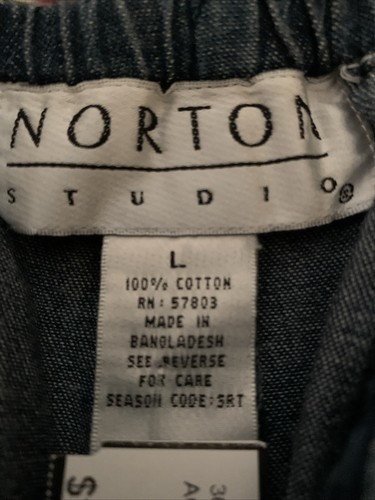 NORTON
STUDIO®
L
100% COTTON
RN: 57803
MADE IN
BANGLADESH
SEE REVERSE
FOR CARE
SEASON CODE:SRT
$